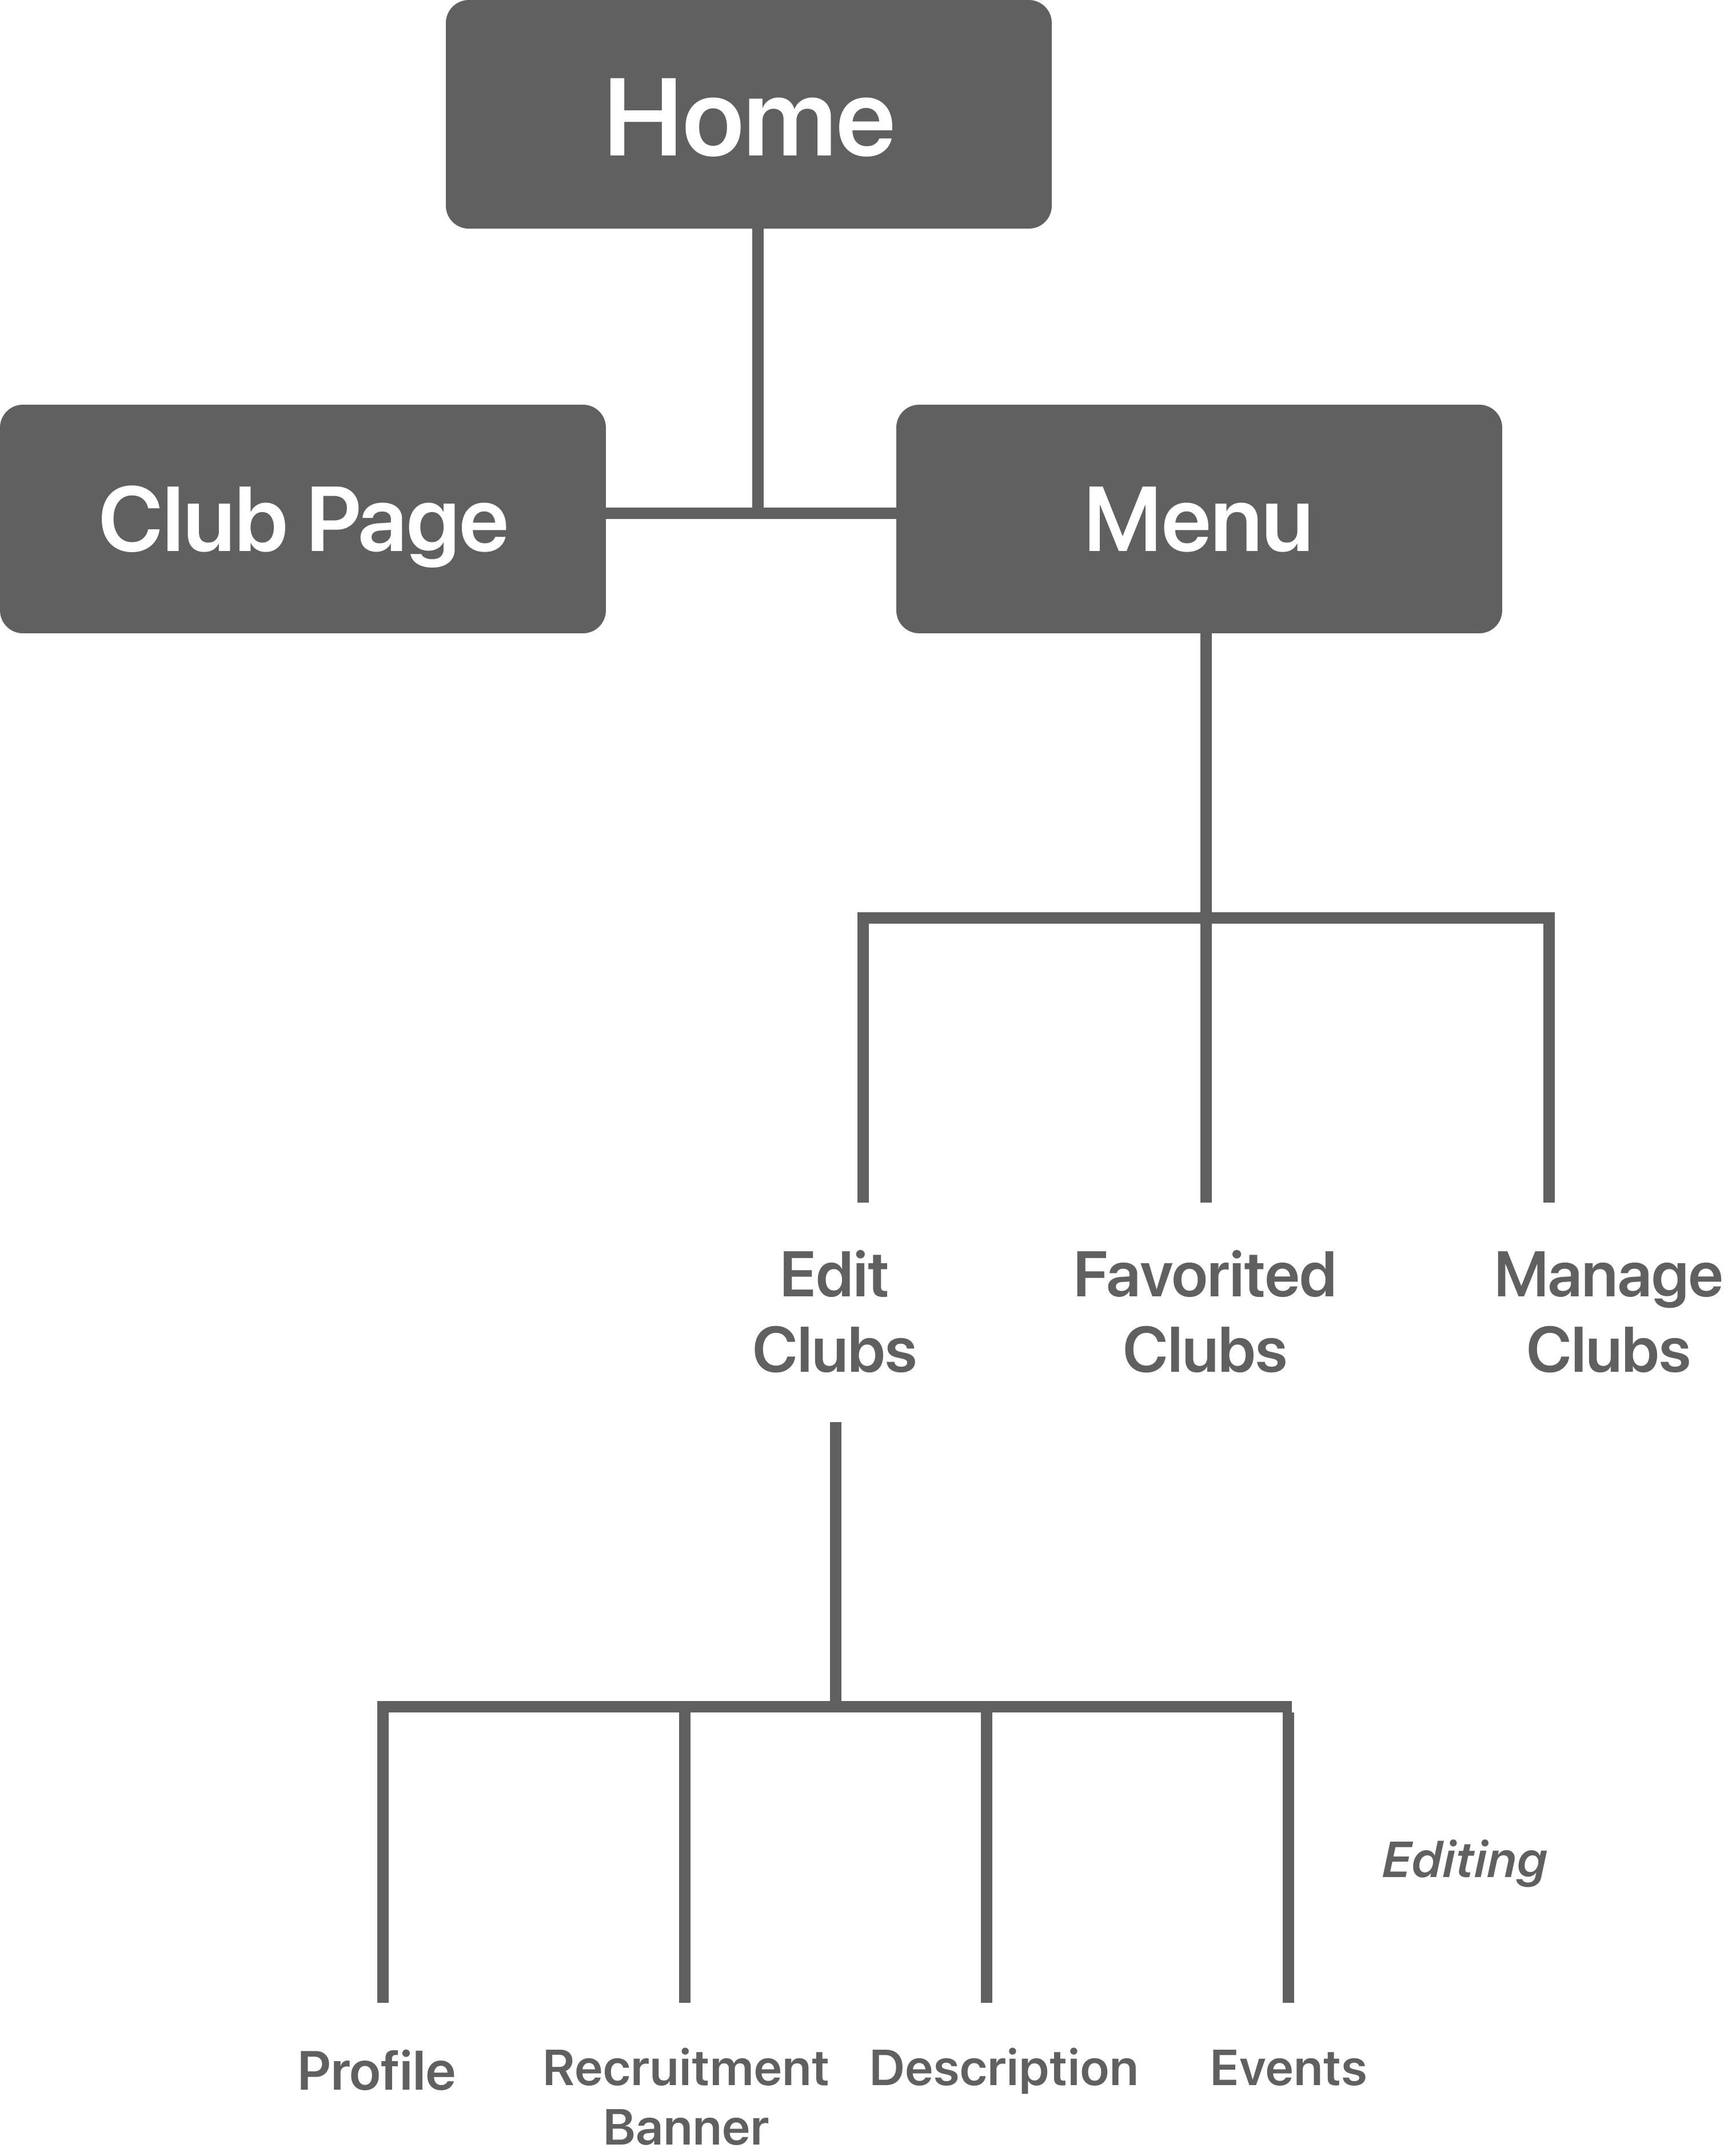 Home
Club Page
Menu
Edit
Clubs
Favorited
Clubs
Manage
Clubs
Editing
Profile
Recruitment
Banner
Description
Events